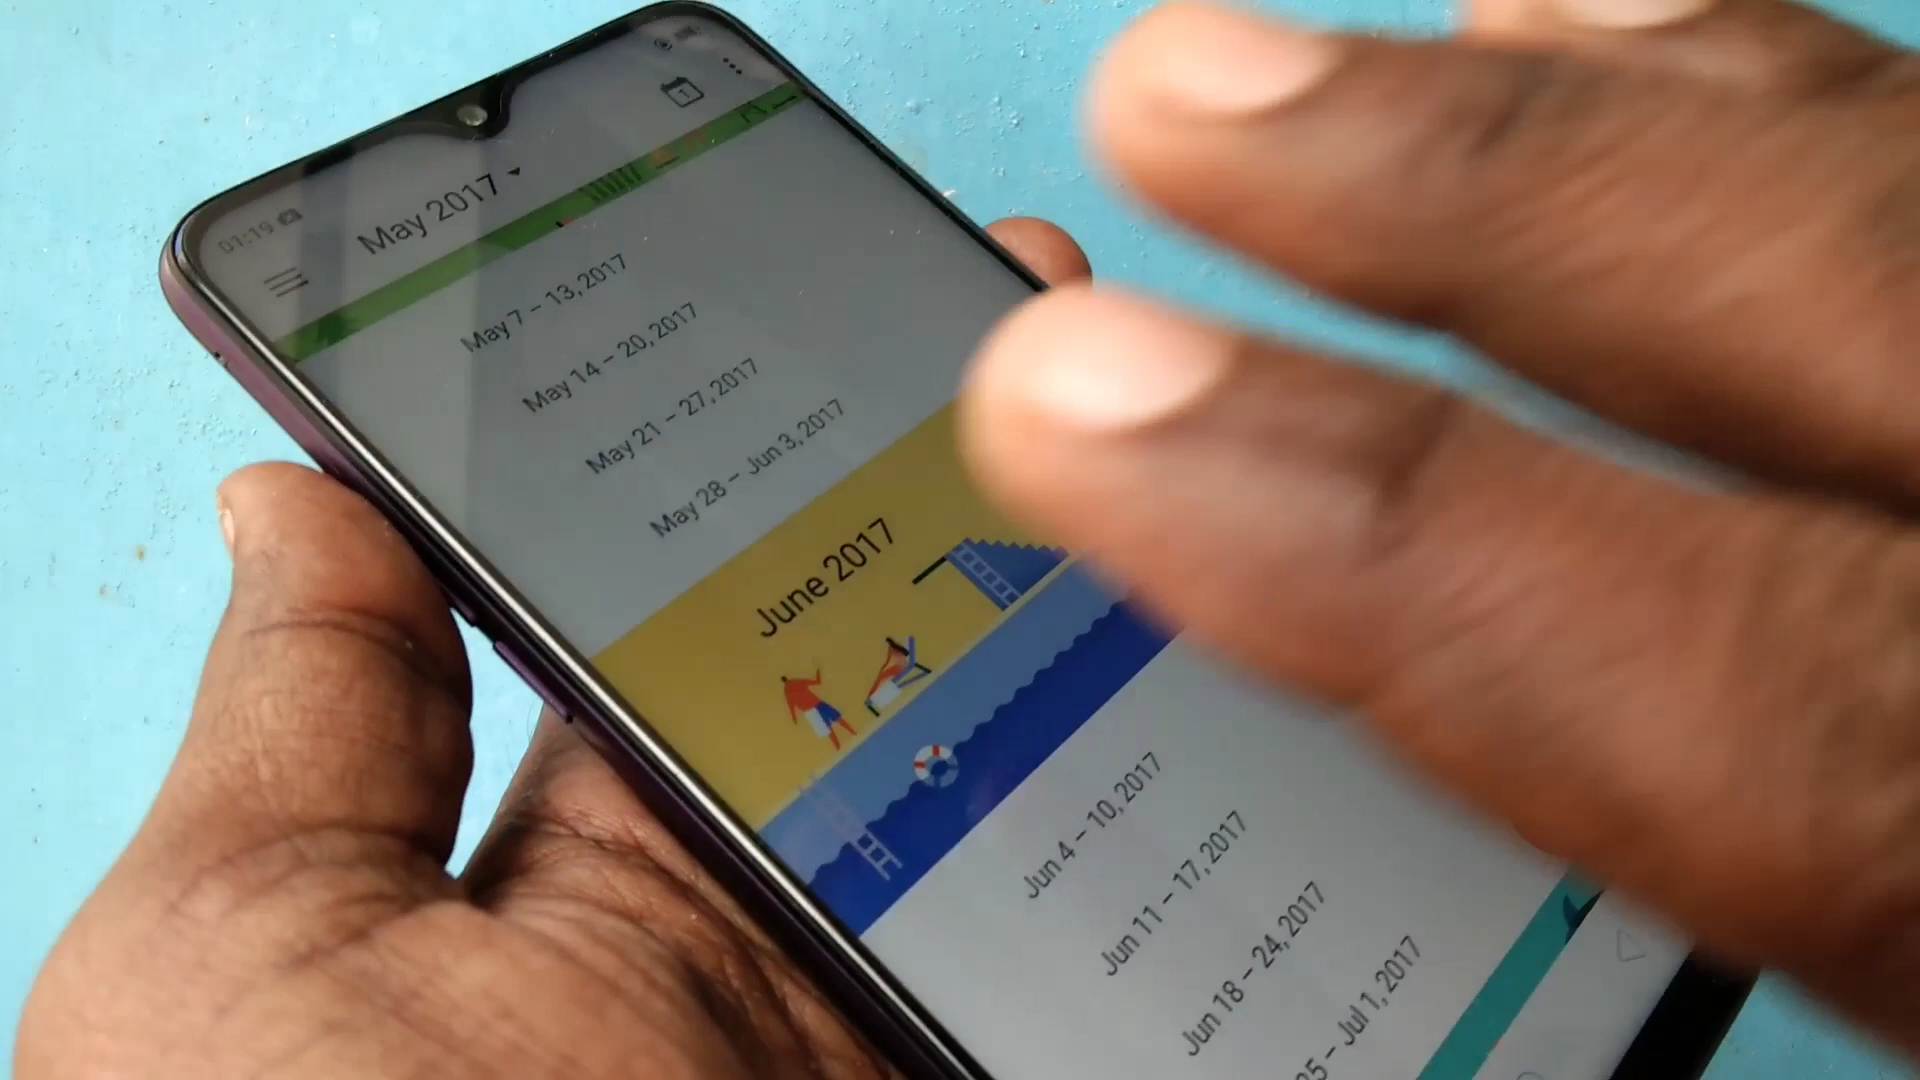 01:19
1
May 2017
May 7 – 13, 2017
May 14 – 20, 2017
May 21 – 27, 2017
May 28 – Jun 3, 2017
June 2017
Jun 4 – 10, 2017
Jun 11 – 17, 2017
Jun 18 – 24, 2017
25 – Jul 1, 2017